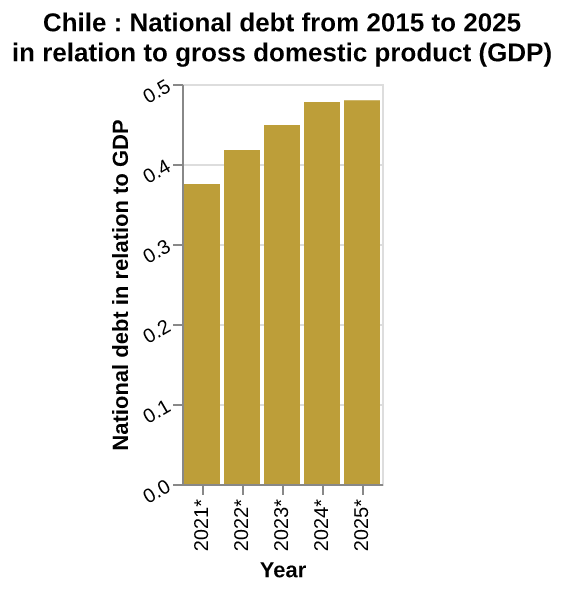 Chile : National debt from 2015 to 2025
in relation to gross domestic product (GDP)
National debt in relation to GDP
0.5
0.4
0.3
0.2
0.1
0.0
2021*
2022*
2023*
2024*
2025*
Year